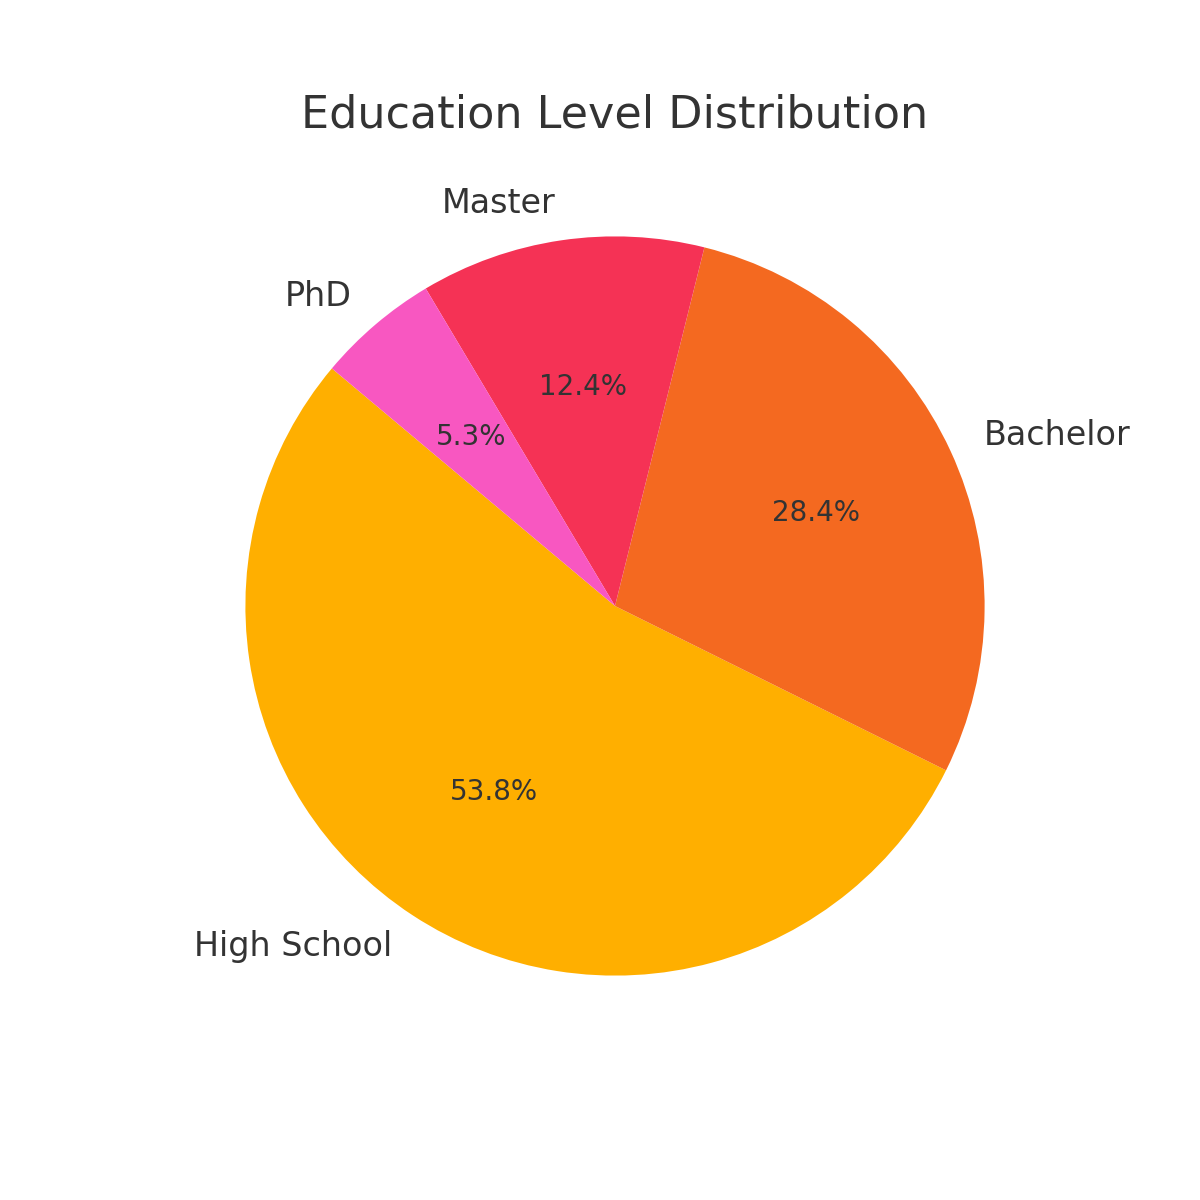 Education Level Distribution
Master
PhD
12.4%
5.3%
Bachelor
28.4%
53.8%
High School